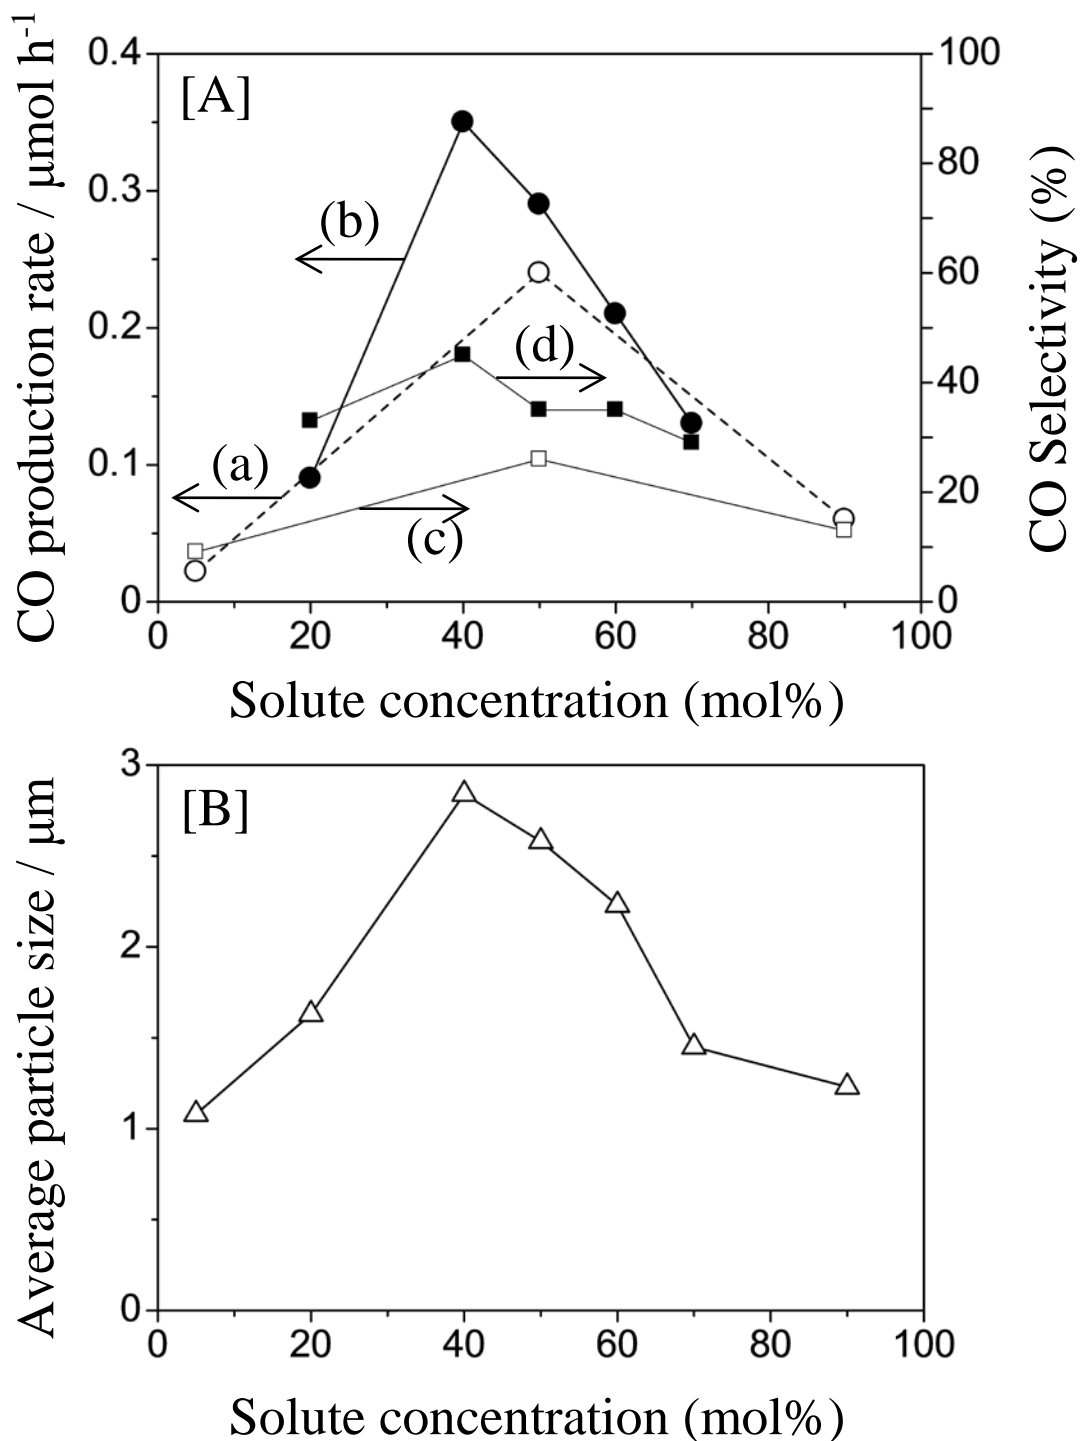 CO production rate / μmol h-1
0.4
0.3
0.2
0.1
0
[A]
(b)
(d)
(a)
(c)
100
80
60
40
20
0
CO Selectivity (%)
0 20 40 60 80 100
Solute concentration (mol%)
Average particle size / μm
3
2
1
0
[B]
0 20 40 60 80 100
Solute concentration (mol%)